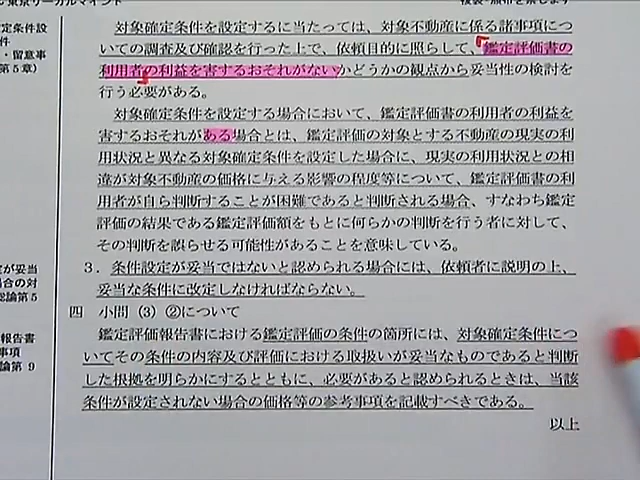 東京リーガルマインド
複製・頒布を禁じます
定条件設
件
・留意事
第5章）
対象確定条件を設定するに当たっては、対象不動産に係る諸事項につ
いての調査及び確認を行った上で、依頼目的に照らして、鑑定評価書の
利用者の利益を害するおそれがないかどうかの観点から妥当性の検討を
行う必要がある。
対象確定条件を設定する場合において、鑑定評価書の利用者の利益を
害するおそれがある場合とは、鑑定評価の対象とする不動産の現実の利
用状況と異なる対象確定条件を設定した場合に、現実の利用状況との相
違が対象不動産の価格に与える影響の程度等について、鑑定評価書の利
用者が自ら判断することが困難であると判断される場合、すなわち鑑定
評価の結果である鑑定評価額をもとに何らかの判断を行う者に対して、
その判断を誤らせる可能性があることを意味している。
定が妥当
場合の対
総論第5
3．条件設定が妥当ではないと認められる場合には、依頼者に説明の上、
妥当な条件に改定しなければならない。
四　小問（3）②について
報告書
事項
論第 9
鑑定評価報告書における鑑定評価の条件の箇所には、対象確定条件につ
いてその条件の内容及び評価における取扱いが妥当なものであると判断
した根拠を明らかにするとともに、必要があると認められるときは、当該
条件が設定されない場合の価格等の参考事項を記載すべきである。
以上